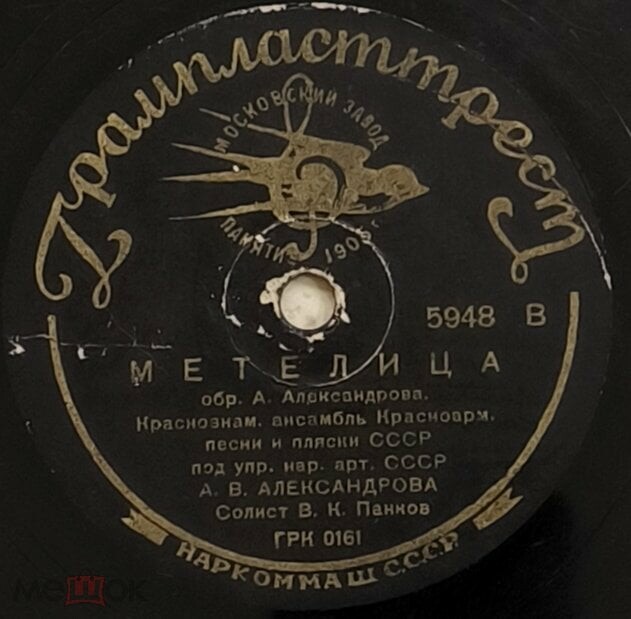 Грампласттрест
МОСКОВСКИЙ ЗАВОД
ПАМЯТИ 1905 г.
5948 В
МЕТЕЛИЦА
обр. А. Александрова.
Краснознам. ансамбль Красноарм.
песни и пляски СССР
под упр. нар. арт. СССР
А. В. АЛЕКСАНДРОВА
Солист В. К. Панков
ГРК 0161
НАРКОММАШ СССР
мешок